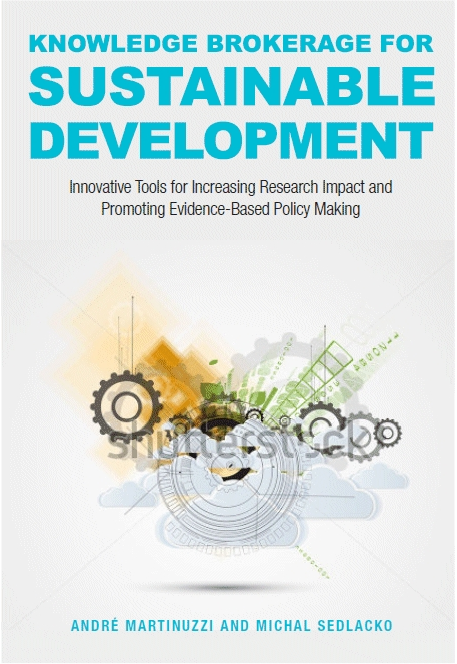 KNOWLEDGE BROKERAGE FOR
SUSTAINABLE
DEVELOPMENT
Innovative Tools for Increasing Research Impact and
Promoting Evidence-Based Policy Making
shutterstock
ANDRÉ MARTINUZZI AND MICHAL SEDLACKO